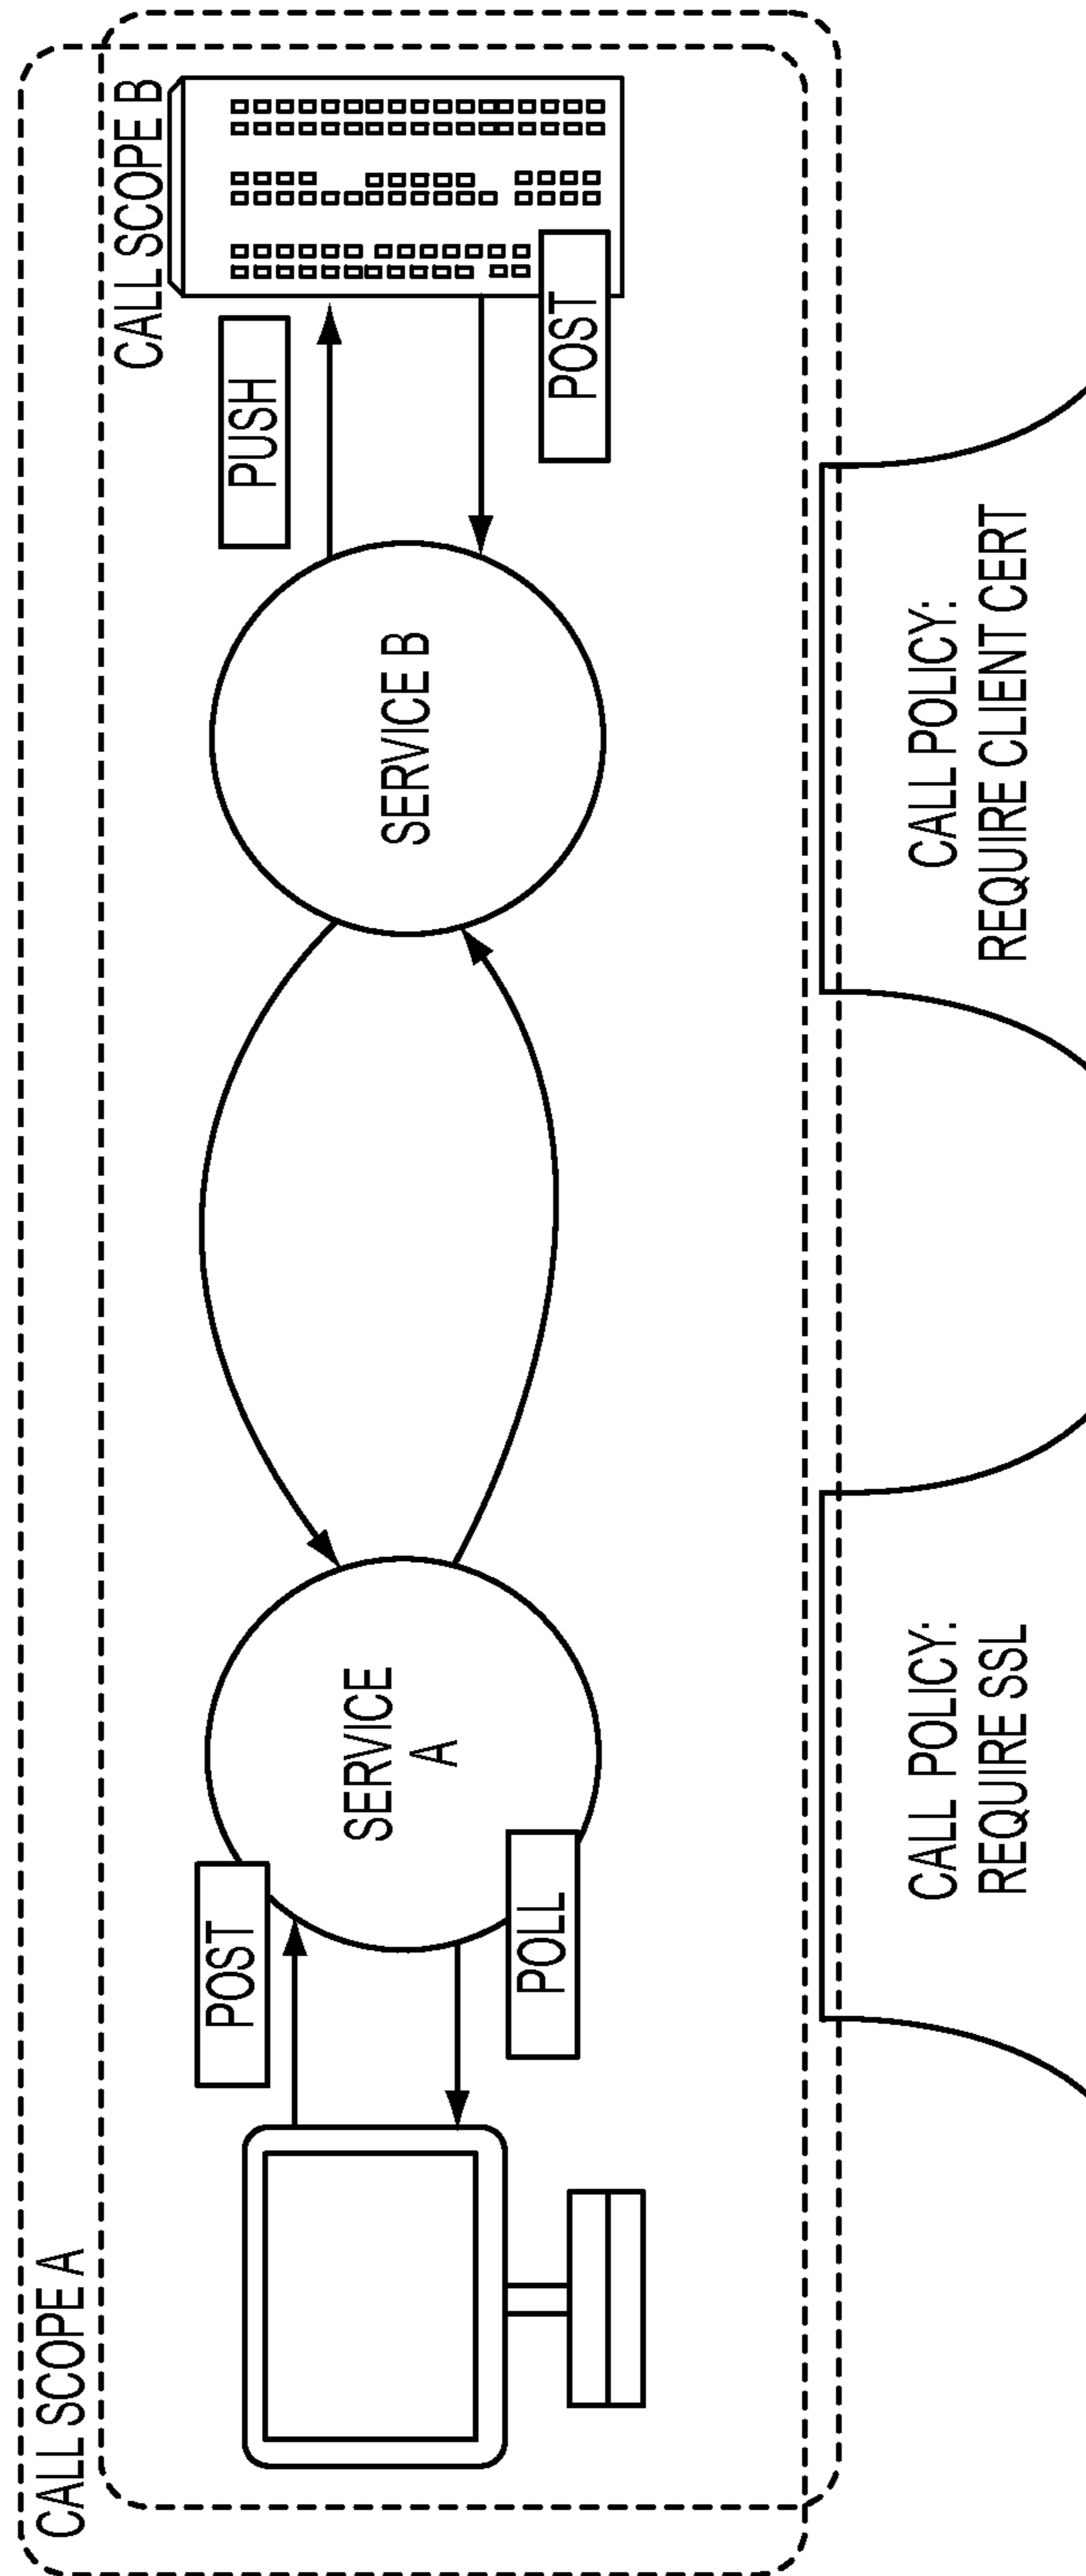 CALL SCOPE A
CALL SCOPE B
POST
SERVICE
A
POLL
SERVICE B
PUSH
POST
CALL POLICY:
REQUIRE SSL
CALL POLICY:
REQUIRE CLIENT CERT